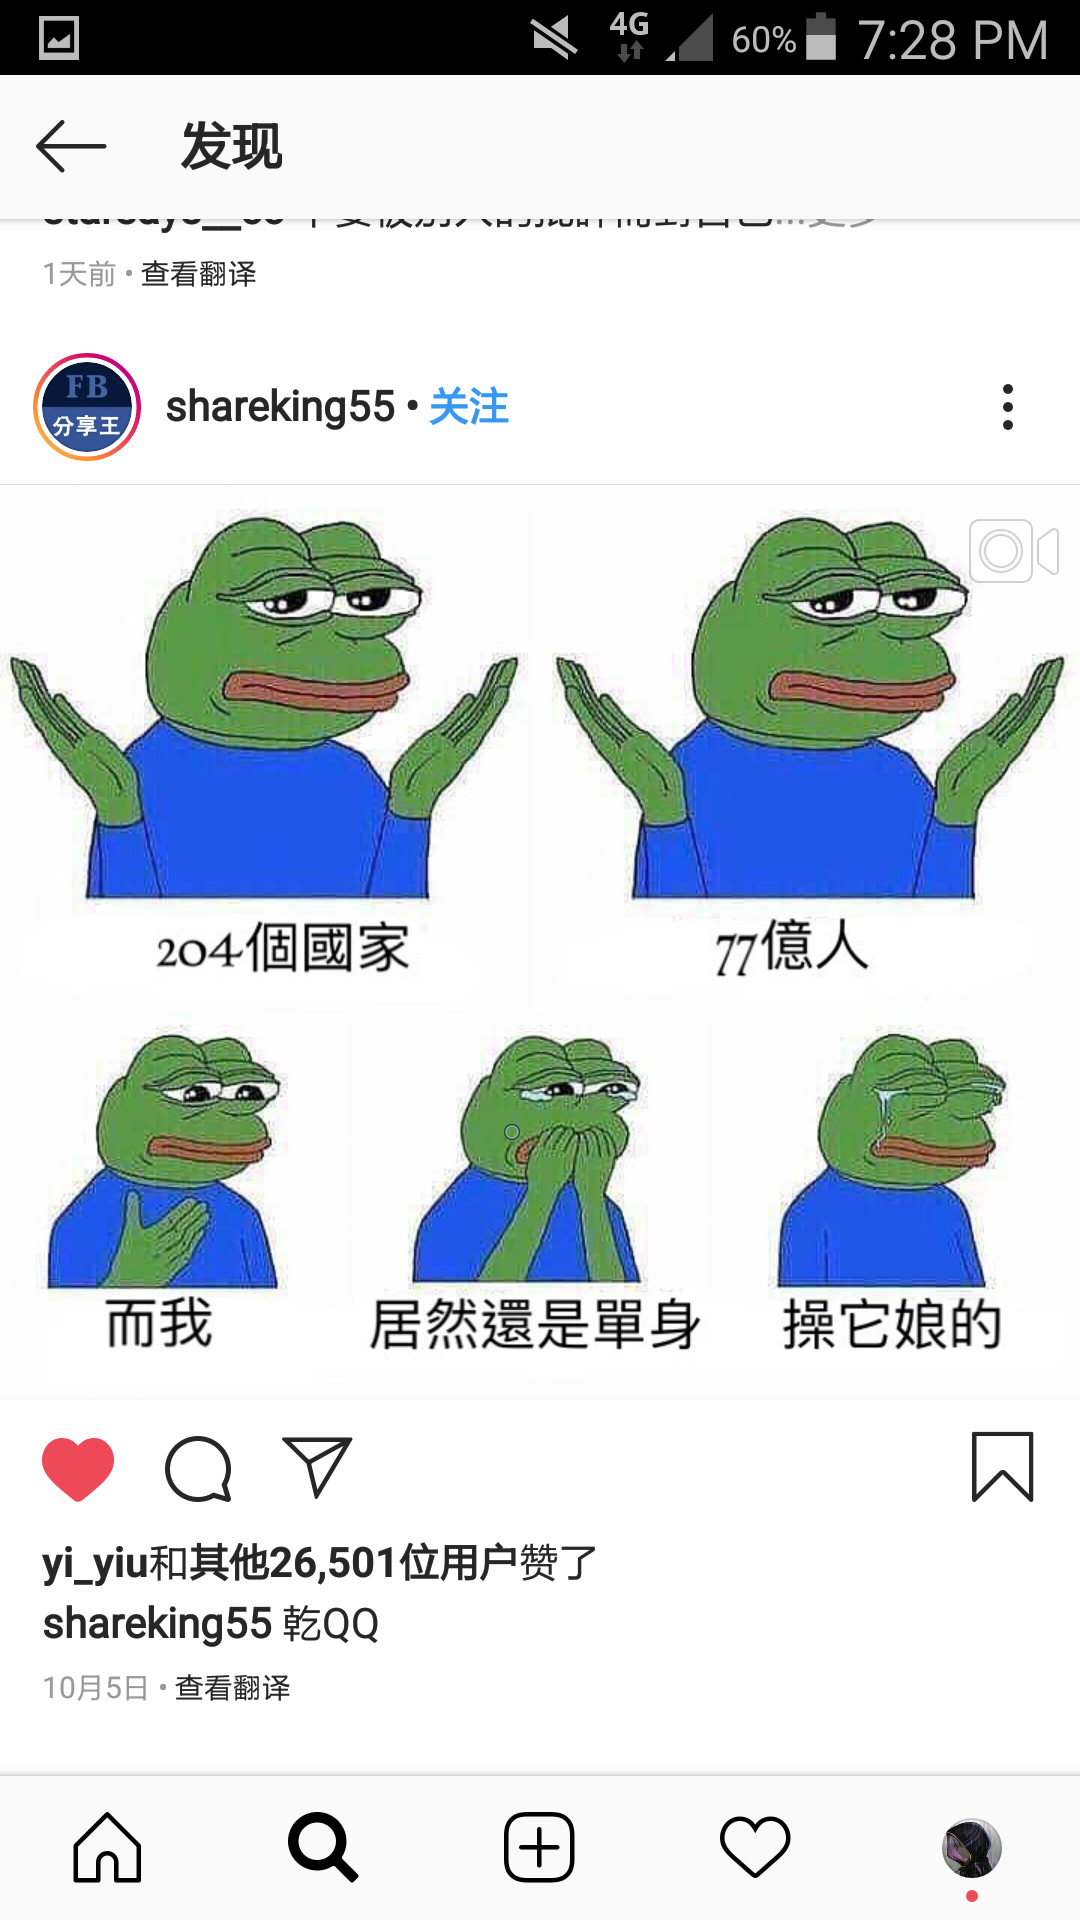 4G 60% 7:28 PM
发现
1天前 • 查看翻译
FB
分享王
shareking55 • 关注
204個國家
77億人
而我
居然還是單身
操它娘的
yi_yiu和其他26,501位用户赞了
shareking55 乾QQ
10月5日 • 查看翻译